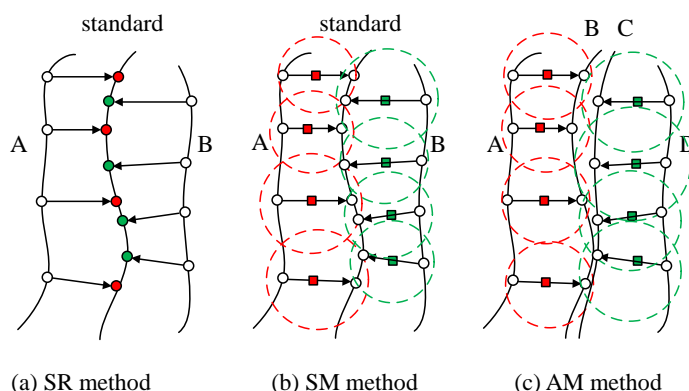 standard
standard
B C
A
B
A
B
A
D
(a) SR method
(b) SM method
(c) AM method